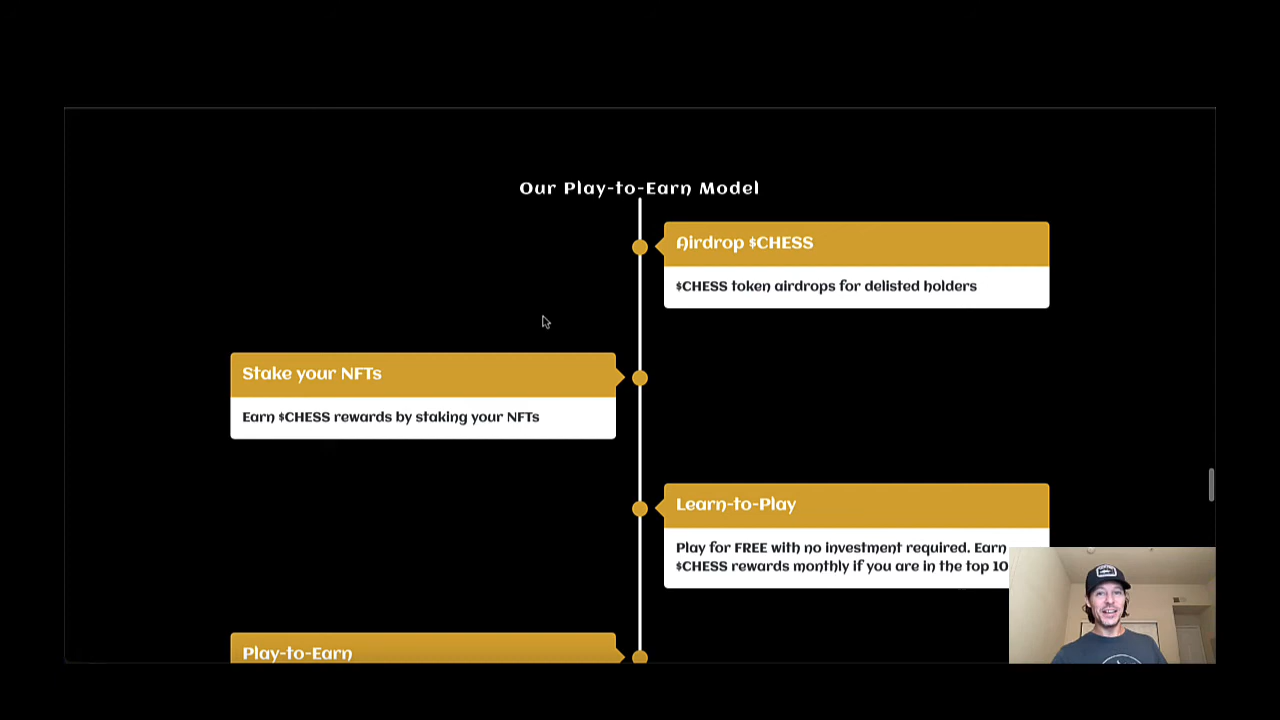 Our Play-to-Earn Model
Airdrop $CHESS
$CHESS token airdrops for delisted holders
Stake your NFTs
Earn $CHESS rewards by staking your NFTs
Learn-to-Play
Play for FREE with no investment required. Earn
$CHESS rewards monthly if you are in the top 10
Play-to-Earn